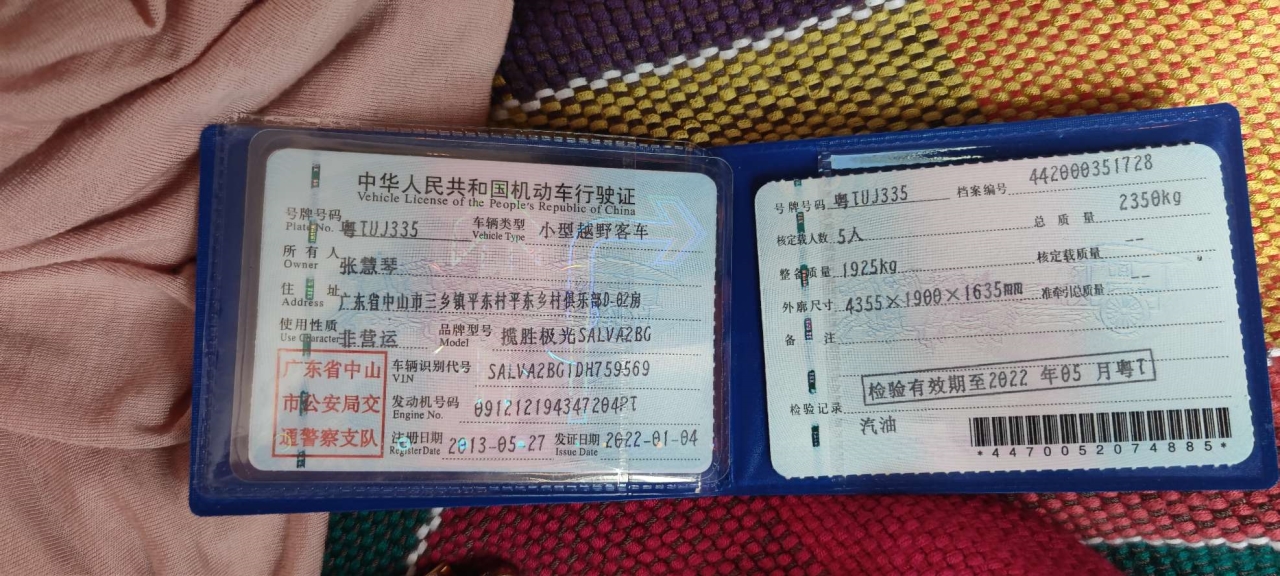 中华人民共和国机动车行驶证
Vehicle License of the People's Republic of China
号牌号码 粤TUJ335 车辆类型 小型越野客车
Plate No. Vehicle Type
所有人 张慧琴
Owner
住址 广东省中山市三乡镇平东村平东乡村俱乐部D-02房
Address
使用性质 非营运 品牌型号 揽胜极光SALVA2BG
Use Character Model
广东省中山
市公安局交
通警察支队
车辆识别代号 SALVA2BG1DH759569
VIN
发动机号码 091212194347204PT
Engine No.
注册日期 2013-05-27 发证日期 2022-01-04
Register Date Issue Date
号牌号码 粤TUJ335 档案编号 442000351728
核定载人数 5人 总质量 2350kg
整备质量 1925kg 核定载质量 --
外廓尺寸 4355×1900×1635mm 准牵引总质量 --
备注
检验有效期至2022年05月粤T
检验记录
汽油
*4470052074885*